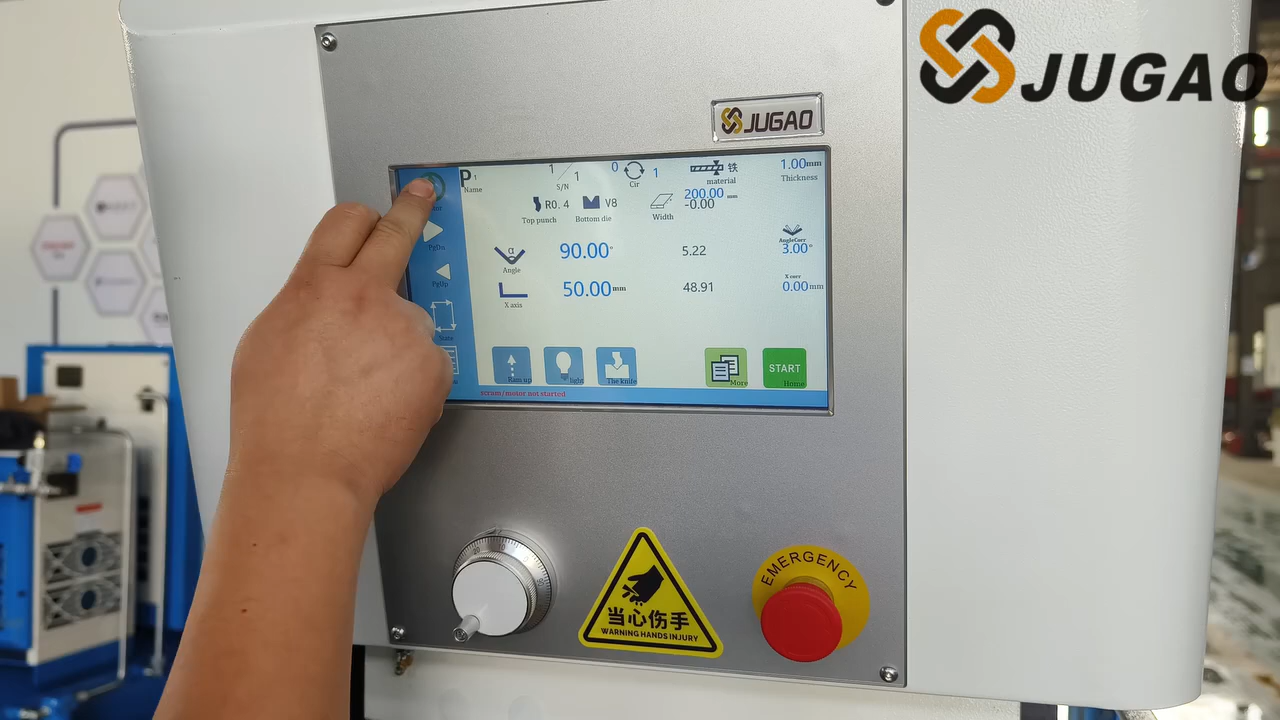 JUGAO
JUGAO
P 1
Name
1 / 1
S/N
0 1
Cir
铁
material
1.00mm
Thickness
R0. 4
Top punch
V8
Bottom die
Width
200.00 mm
-0.00
α
Angle
90.00°
5.22
AngleCorr
3.00°
X axis
50.00mm
48.91
X corr
0.00mm
PgDn
PgUp
State
Ram up
light
The knife
More
START
Home
scram/motor not started
当心伤手
WARNING HANDS INJURY
EMERGENCY